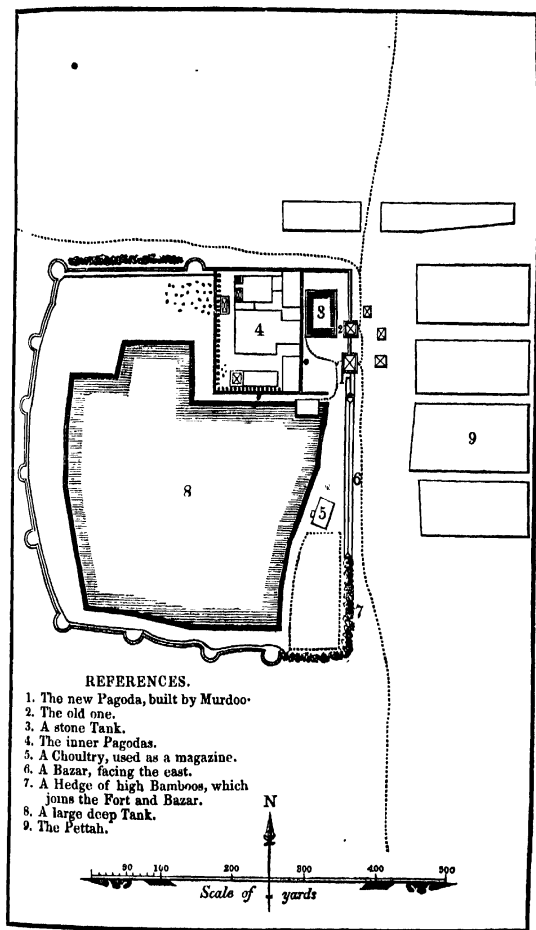 3
2
4
1
9
6
8
5
7
REFERENCES.
1. The new Pagoda, built by Murdoo·
2. The old one.
3. A stone Tank.
4. The inner Pagodas.
5. A Choultry, used as a magazine.
6. A Bazar, facing the east.
7. A Hedge of high Bamboos, which
joins the Fort and Bazar.
8. A large deep Tank.
9. The Pettah.
N
50 100 200 300 400 500
Scale of yards